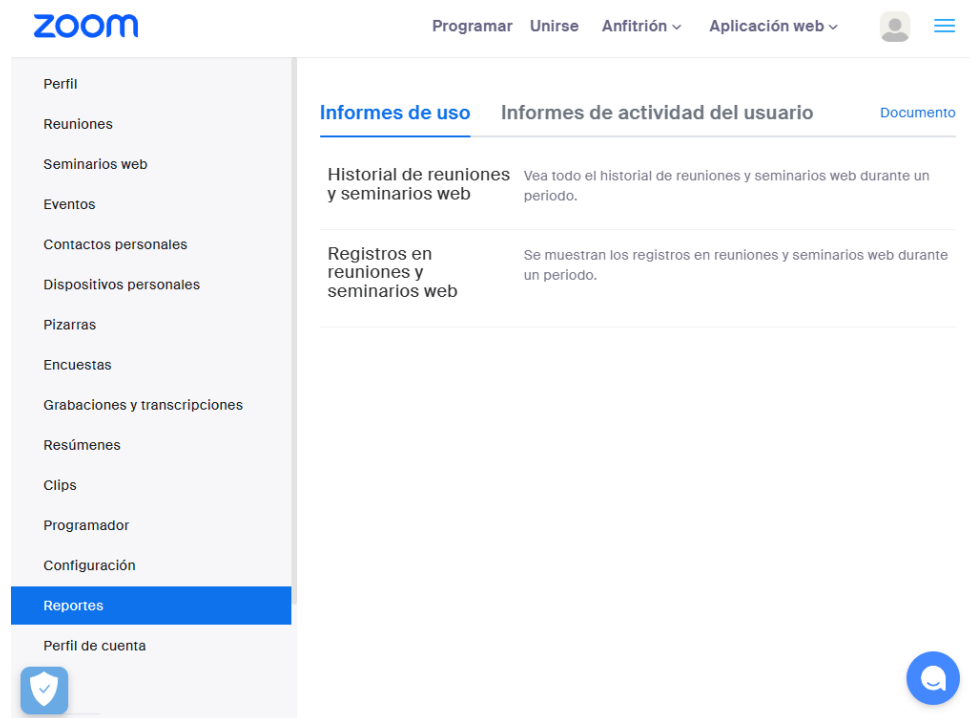 zoom
Programar Unirse Anfitrión Aplicación web
Perfil
Reuniones
Seminarios web
Eventos
Contactos personales
Dispositivos personales
Pizarras
Encuestas
Grabaciones y transcripciones
Resúmenes
Clips
Programador
Configuración
Reportes
Perfil de cuenta
Informes de uso Informes de actividad del usuario Documento
Historial de reuniones
y seminarios web
Vea todo el historial de reuniones y seminarios web durante un
periodo.
Registros en
reuniones y
seminarios web
Se muestran los registros en reuniones y seminarios web durante
un periodo.